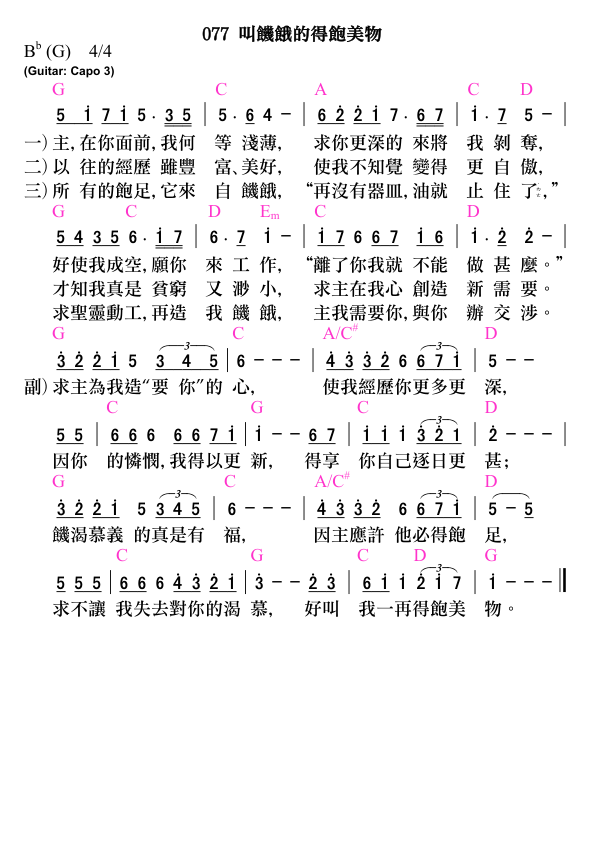 077 叫饑餓的得飽美物
B♭ (G) 4/4
(Guitar: Capo 3)
G C A C D
5 i 7 i 5 . 3 5 | 5 . 6 4 – | 6 2̇ 2̇ i 7 . 6 7 | i . 7 5 – |
一) 主, 在你面前, 我何 等 淺薄, 求你更深的 來將 我 剝 奪,
二) 以 往的經歷 雖豐 富、美好, 使我不知覺 變得 更 自 傲,
三) 所 有的飽足, 它來 自 饑餓, “再沒有器皿, 油就 止 住 了, ”
G C D Em C D
5 4 3 5 6 . i 7 | 6 . 7 i – | i 7 6 6 7 i 6 | i . 2̇ 2̇ – |
好使我成空, 願你 來 工 作, “離了你我就 不能 做 甚 麼。”
才知我真是 貧窮 又 渺 小, 求主在我心 創造 新 需 要。
求聖靈動工, 再造 我 饑 餓, 主我需要你, 與你 辦 交 涉。
G C A/C# D
3̇ 2̇ 2̇ i 5 3 4 5 | 6 – – – | 4̇ 3̇ 3̇ 2̇ 6 6 7 i | 5 – – |
副) 求主為我造“要 你”的 心, 使我經歷你更多更 深,
C G C D
5 5 | 6 6 6 6 6 7 i | i – – 6 7 | i i i 3̇ 2̇ i | 2̇ – – – |
因你 的憐憫, 我得以更 新, 得享 你自己逐日更 甚;
G C A/C# D
3̇ 2̇ 2̇ i 5 3 4 5 | 6 – – – | 4̇ 3̇ 3̇ 2̇ 6 6 7 i | 5 – 5 |
饑渴慕義 的真是有 福, 因主應許 他必得飽 足,
C G C D G
5 5 5 | 6 6 6 4̇ 3̇ 2̇ i | 3̇ – – 2̇ 3̇ | 6 i i 2̇ i 7 | i – – – ‖
求不讓 我失去對你的渴 慕, 好叫 我一再得飽美 物。